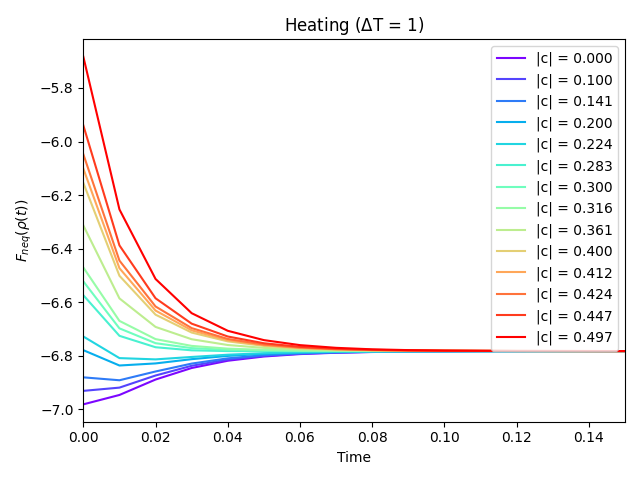 Heating (ΔT = 1)
F_{neq}(ρ(t))
−5.8
−6.0
−6.2
−6.4
−6.6
−6.8
−7.0
|c| = 0.000
|c| = 0.100
|c| = 0.141
|c| = 0.200
|c| = 0.224
|c| = 0.283
|c| = 0.300
|c| = 0.316
|c| = 0.361
|c| = 0.400
|c| = 0.412
|c| = 0.424
|c| = 0.447
|c| = 0.497
0.00 0.02 0.04 0.06 0.08 0.10 0.12 0.14
Time